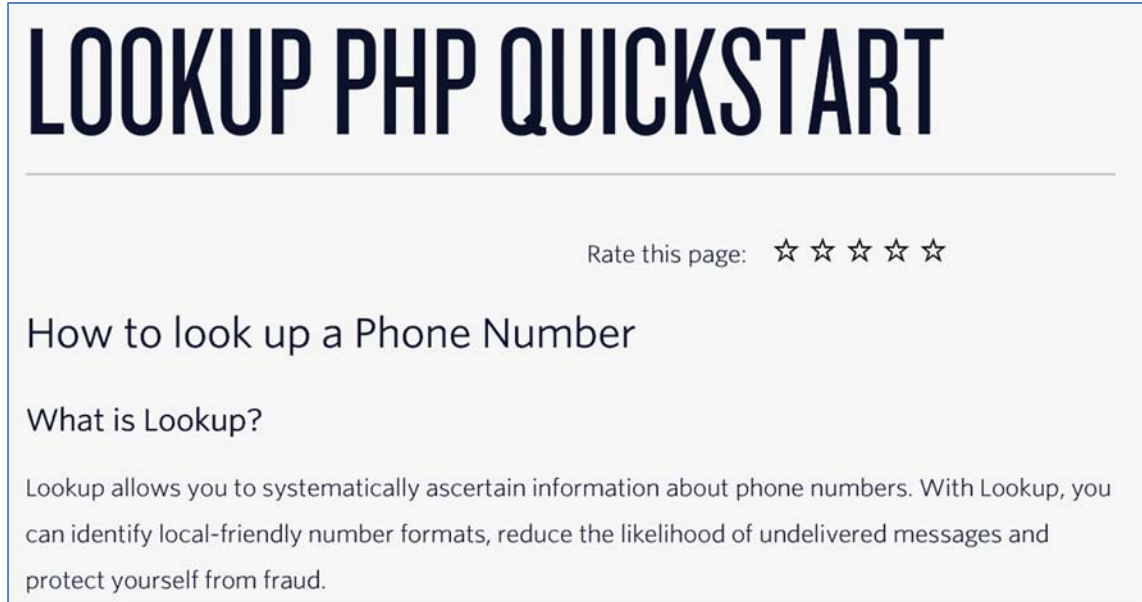 LOOKUP PHP QUICKSTART
Rate this page: ☆ ☆ ☆ ☆ ☆
How to look up a Phone Number
What is Lookup?
Lookup allows you to systematically ascertain information about phone numbers. With Lookup, you
can identify local-friendly number formats, reduce the likelihood of undelivered messages and
protect yourself from fraud.